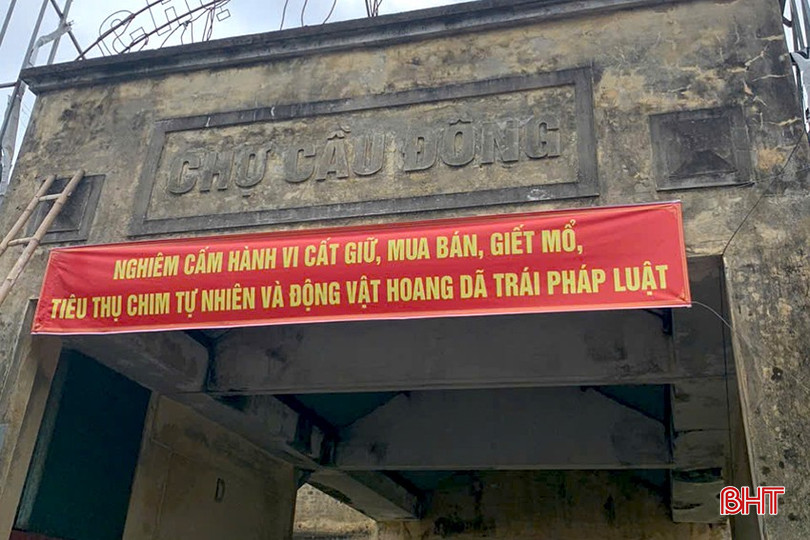 CHỢ CẦU ĐỘNG
NGHIÊM CẤM HÀNH VI CẤT GIỮ, MUA BÁN, GIẾT MỔ,
TIÊU THỤ CHIM TỰ NHIÊN VÀ ĐỘNG VẬT HOANG DÃ TRÁI PHÁP LUẬT
D
BHT